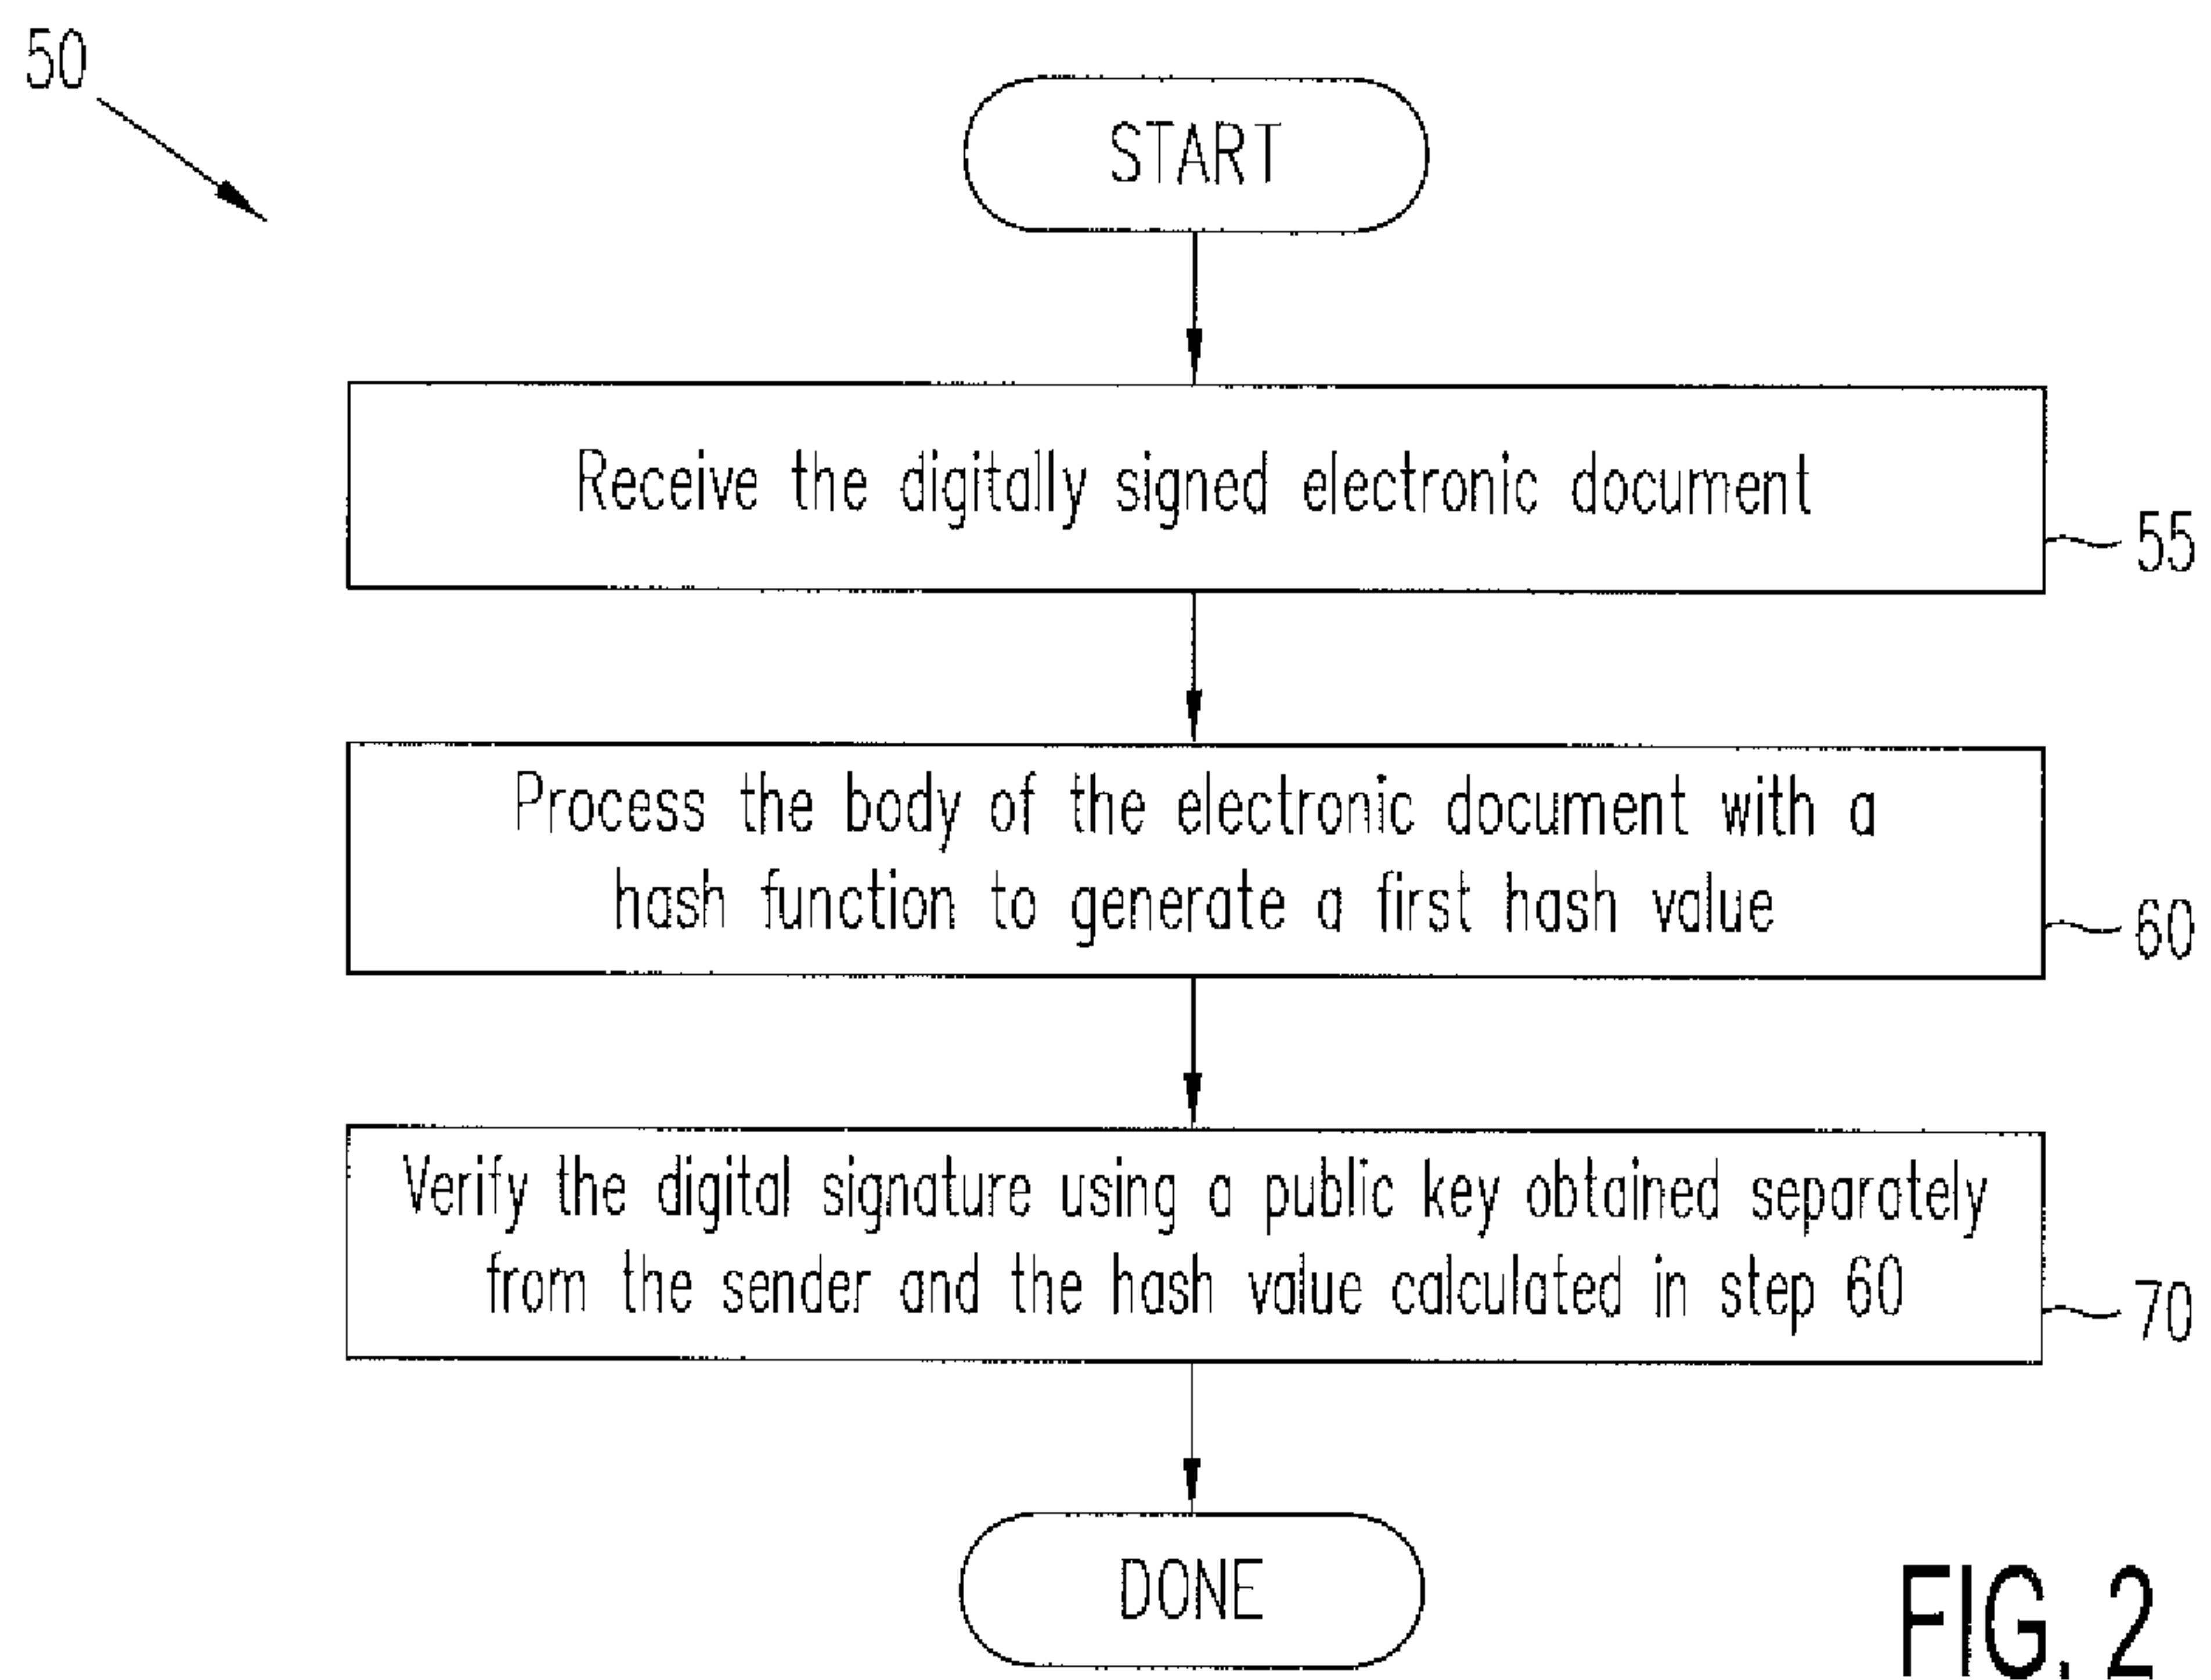 50
START
Receive the digitally signed electronic document
55
Process the body of the electronic document with a
hash function to generate a first hash value
60
Verify the digital signature using a public key obtained separately
from the sender and the hash value calculated in step 60
70
DONE
FIG. 2